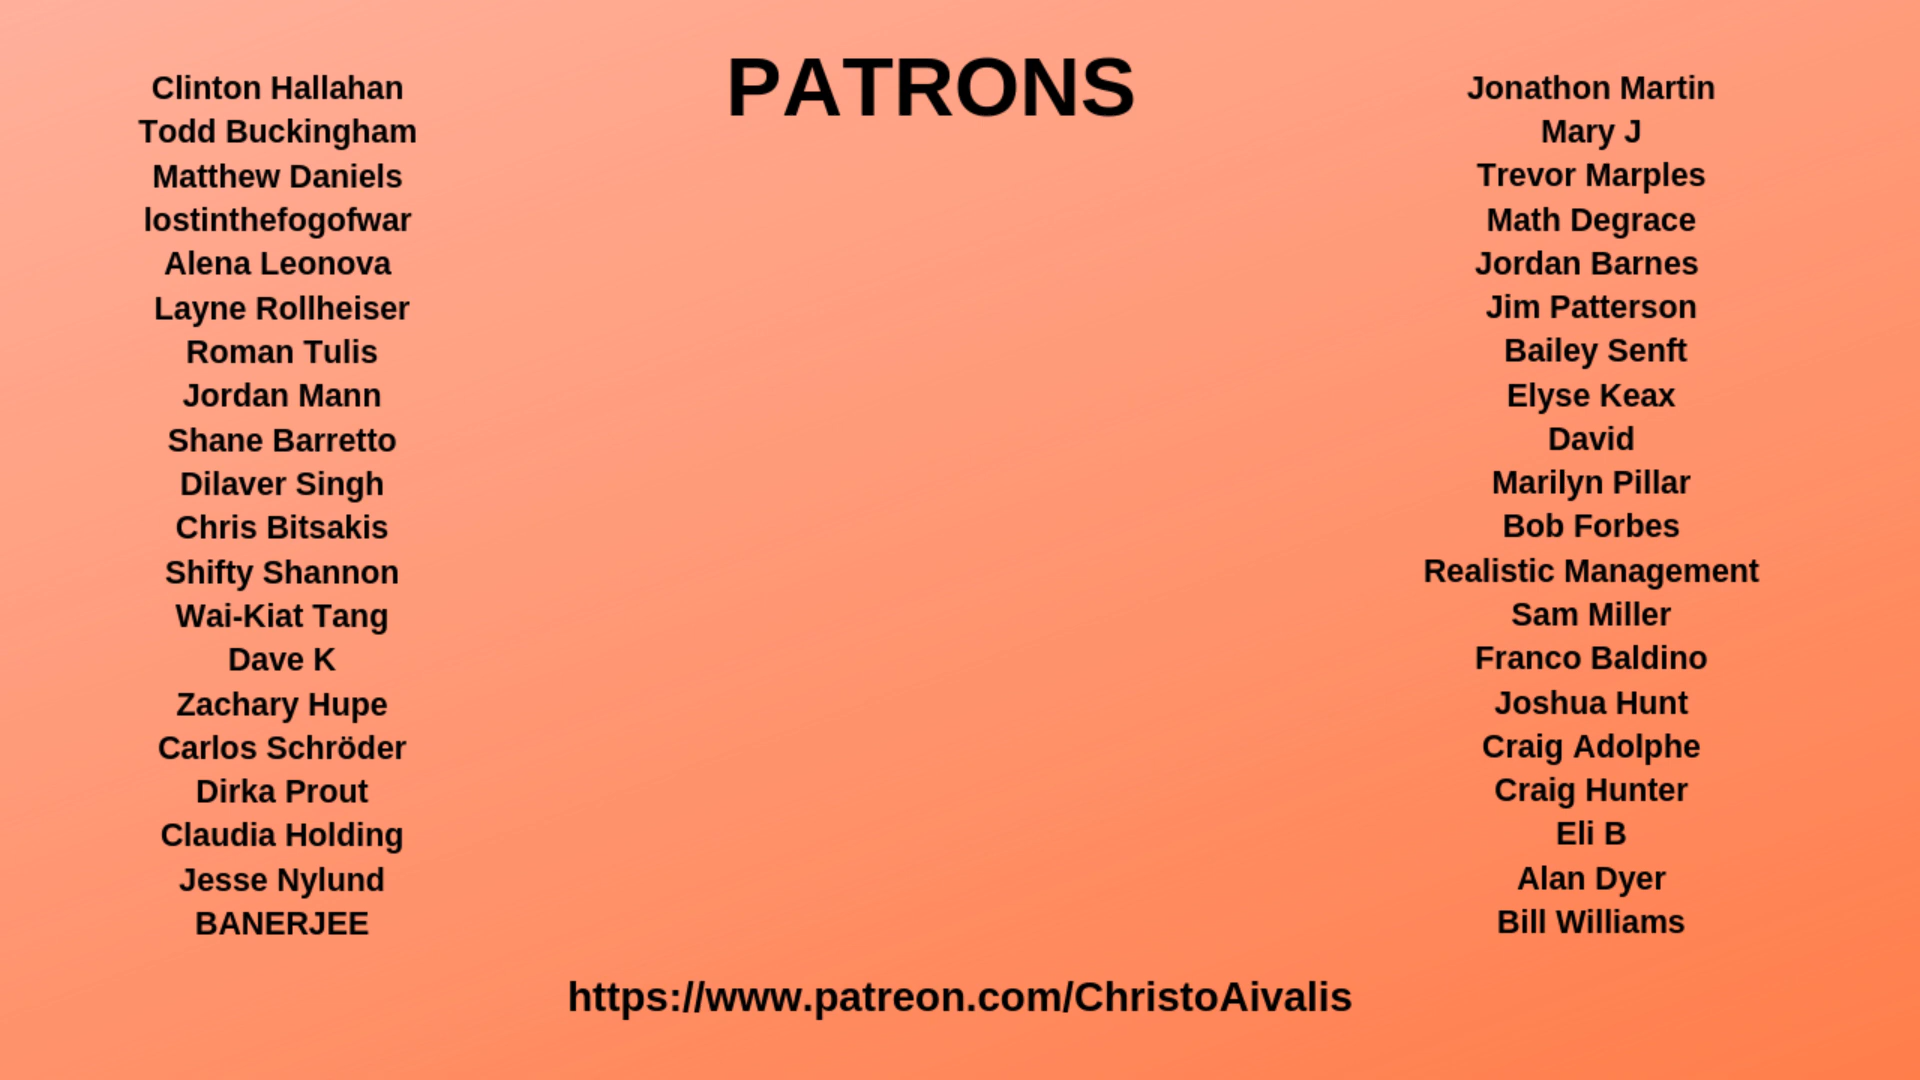 PATRONS
Clinton Hallahan
Todd Buckingham
Matthew Daniels
lostinthefogofwar
Alena Leonova
Layne Rollheiser
Roman Tulis
Jordan Mann
Shane Barretto
Dilaver Singh
Chris Bitsakis
Shifty Shannon
Wai-Kiat Tang
Dave K
Zachary Hupe
Carlos Schröder
Dirka Prout
Claudia Holding
Jesse Nylund
BANERJEE
Jonathon Martin
Mary J
Trevor Marples
Math Degrace
Jordan Barnes
Jim Patterson
Bailey Senft
Elyse Keax
David
Marilyn Pillar
Bob Forbes
Realistic Management
Sam Miller
Franco Baldino
Joshua Hunt
Craig Adolphe
Craig Hunter
Eli B
Alan Dyer
Bill Williams
https://www.patreon.com/ChristoAivalis